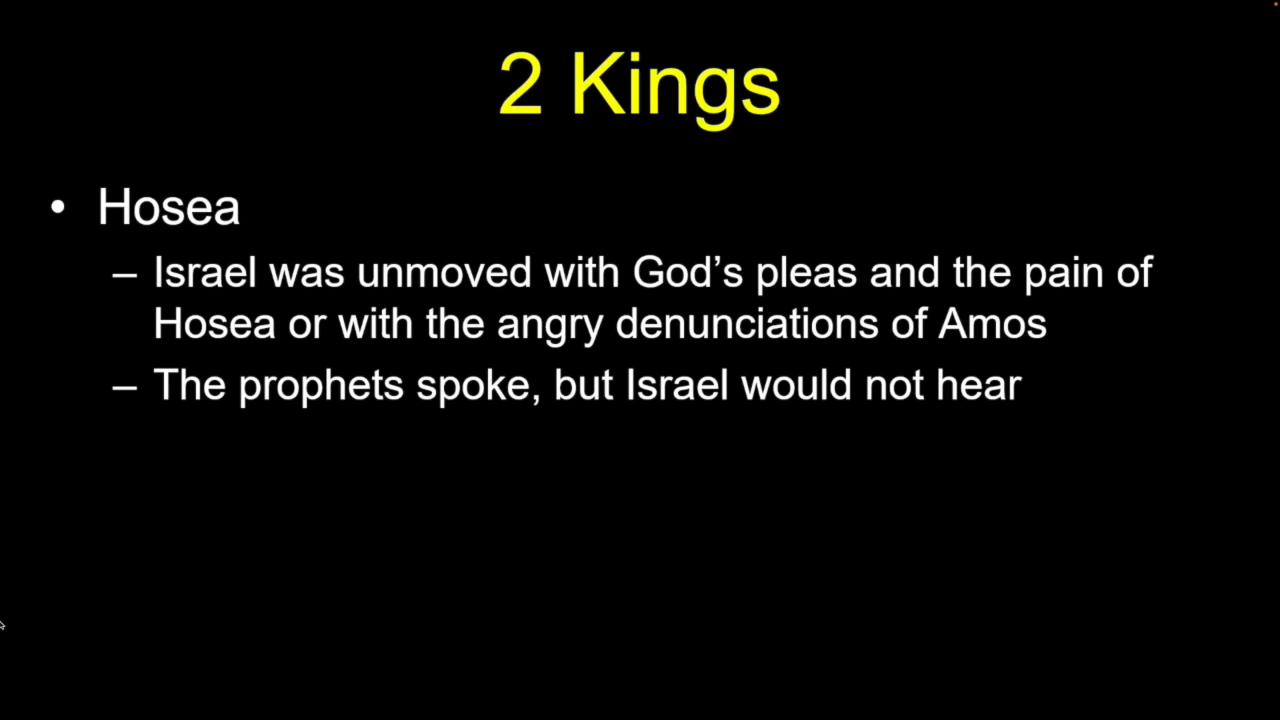 2 Kings
• Hosea
– Israel was unmoved with God’s pleas and the pain of
Hosea or with the angry denunciations of Amos
– The prophets spoke, but Israel would not hear